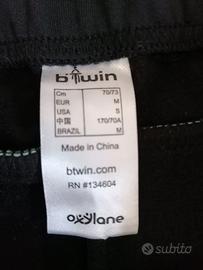 btwin
Cm 70/73
EUR M
USA S
中国 170/70A
BRAZIL M
Made in China
btwin.com
RN #134604
oxylane
subito